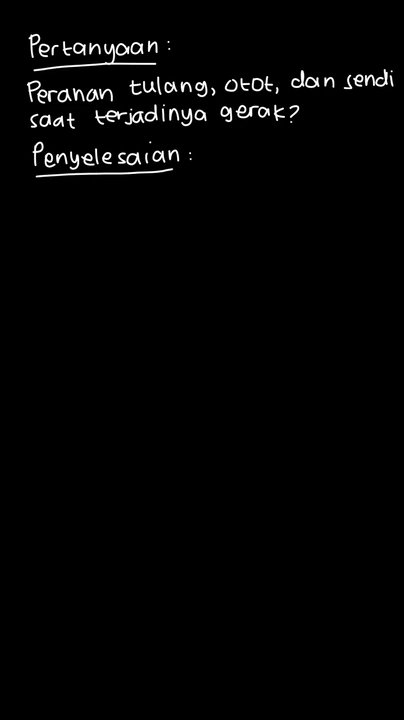 Pertanyaan :
Peranan tulang, otot, dan sendi
saat terjadinya gerak?
Penyelesaian :